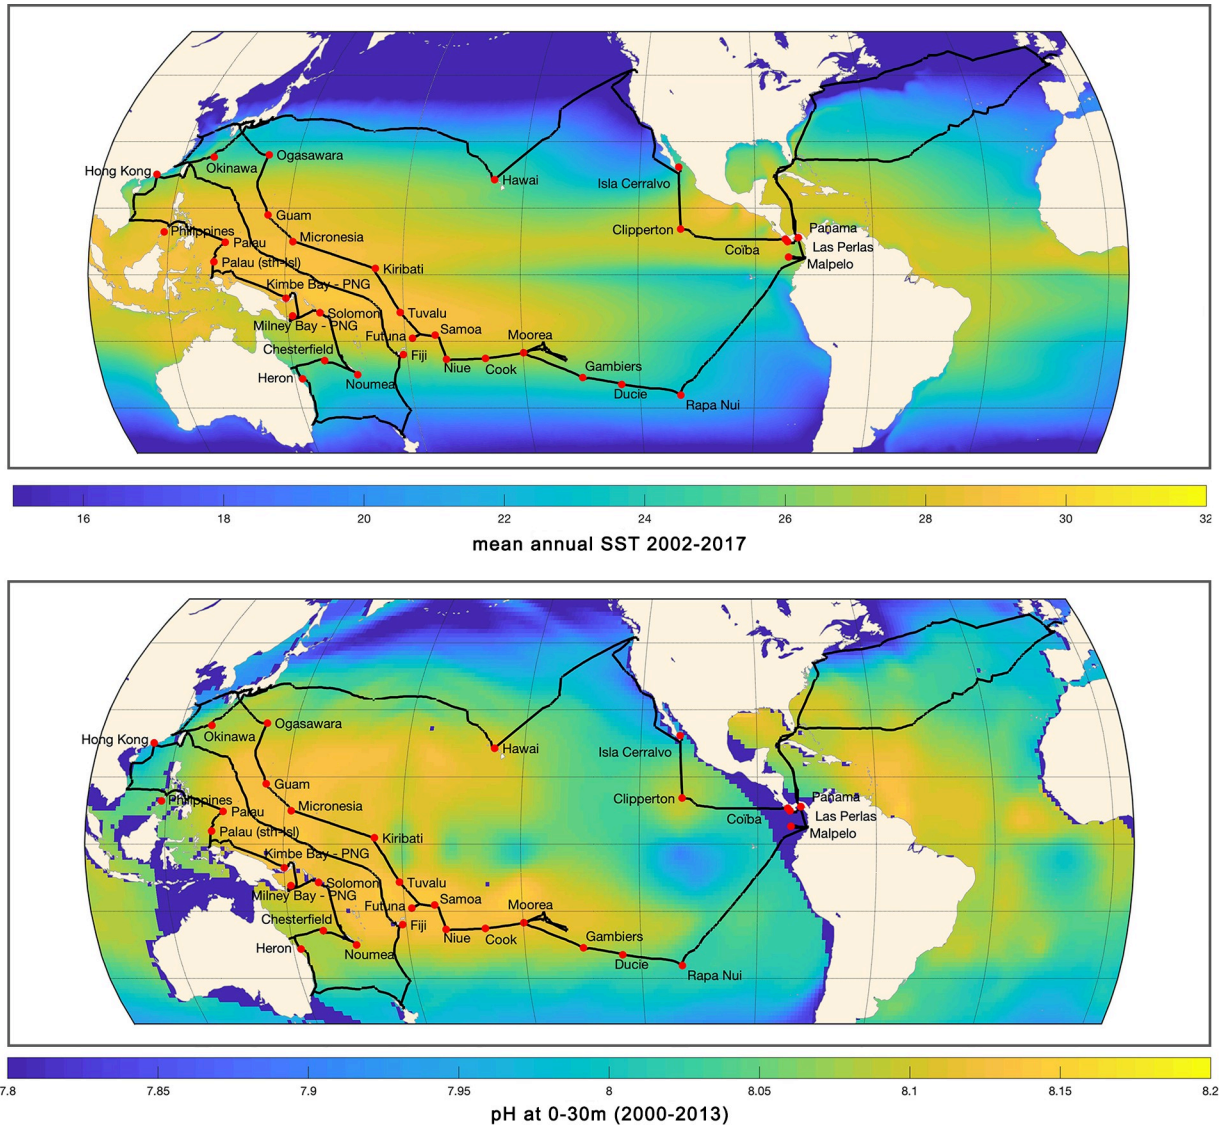 Hong Kong
Okinawa
Ogasawara
Hawai
Isla Cerralvo
Guam
Clipperton
Panama
Philippines
Micronesia
Palau
Coïba
Las Perlas
Palau (sth-Isl)
Kiribati
Malpelo
Kimbe Bay - PNG
Solomon
Tuvalu
Milney Bay - PNG
Futuna
Samoa
Moorea
Chesterfield
Fiji
Niue
Cook
Gambiers
Heron
Noumea
Ducie
Rapa Nui
16 18 20 22 24 26 28 30 32
mean annual SST 2002-2017
Ogasawara
Okinawa
Hong Kong
Hawai
Isla Cerralvo
Guam
Clipperton
Panama
Philippines
Micronesia
Palau
Coïba
Las Perlas
Palau (sth-Isl)
Kiribati
Malpelo
Kimbe Bay - PNG
Solomon
Tuvalu
Milney Bay - PNG
Futuna
Samoa
Moorea
Chesterfield
Fiji
Niue
Cook
Gambiers
Heron
Noumea
Ducie
Rapa Nui
7.8 7.85 7.9 7.95 8 8.05 8.1 8.15 8.2
pH at 0-30m (2000-2013)